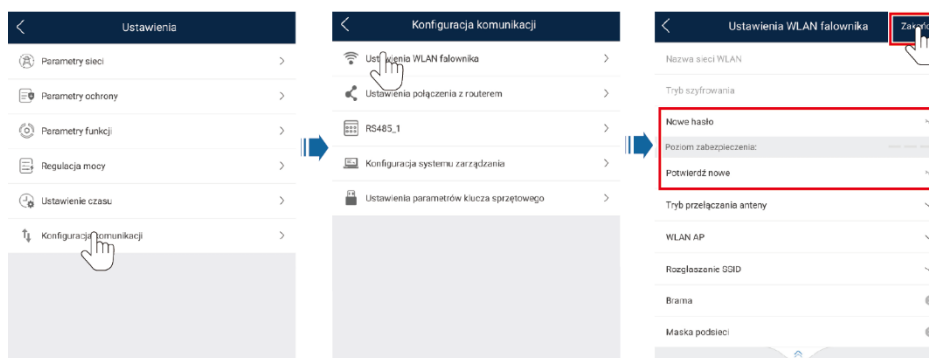 Ustawienia
Parametry sieci
Parametry ochrony
Parametry funkcji
Regulacja mocy
Ustawienie czasu
Konfiguracja komunikacji
Konfiguracja komunikacji
Ustawienia WLAN falownika
Ustawienia połączenia z routerem
RS485_1
Konfiguracja systemu zarządzania
Ustawienia parametrów klucza sprzętowego
Ustawienia WLAN falownika
Nazwa sieci WLAN
Tryb szyfrowania
Nowe hasło
Poziom zabezpieczenia:
Potwierdź nowe
Tryb przełączania anteny
WLAN AP
Rozgłaszanie SSID
Brama
Maska podsieci